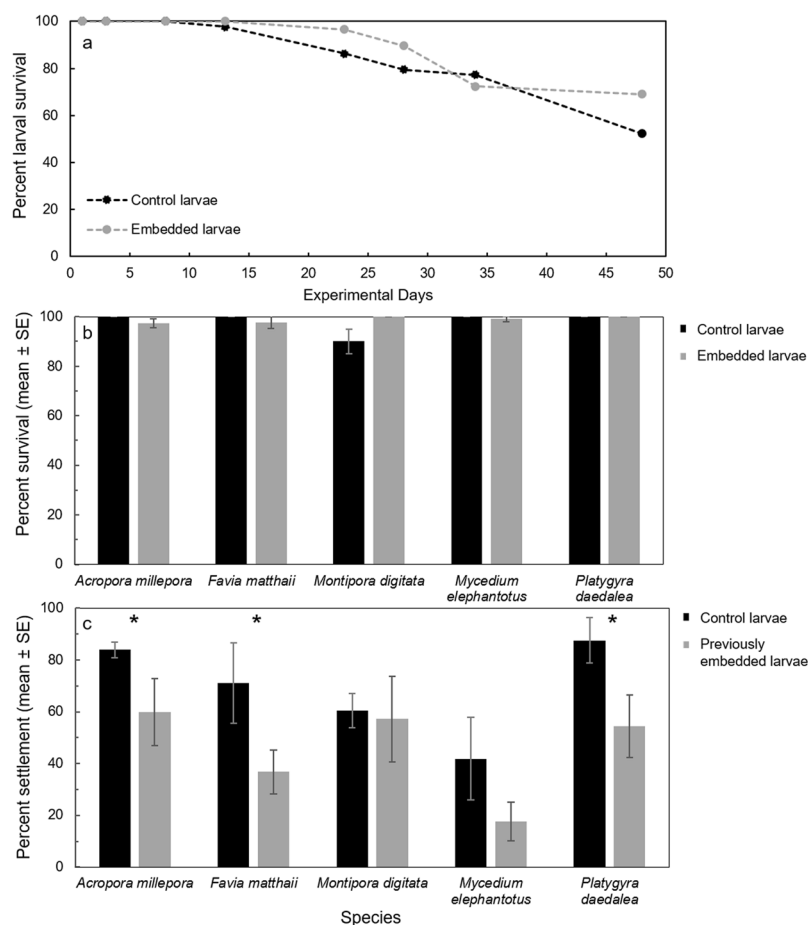 a
Percent larval survival
100
80
60
40
20
0
Control larvae
Embedded larvae
0 5 10 15 20 25 30 35 40 45 50
Experimental Days
b
Percent survival (mean ± SE)
100
80
60
40
20
0
Control larvae
Embedded larvae
Acropora millepora Favia matthaii Montipora digitata Mycedium Platygyra
elephantotus daedalea
c
Percent settlement (mean ± SE)
100
80
60
40
20
0
* * *
Control larvae
Previously
embedded larvae
Acropora millepora Favia matthaii Montipora digitata Mycedium Platygyra
elephantotus daedalea
Species